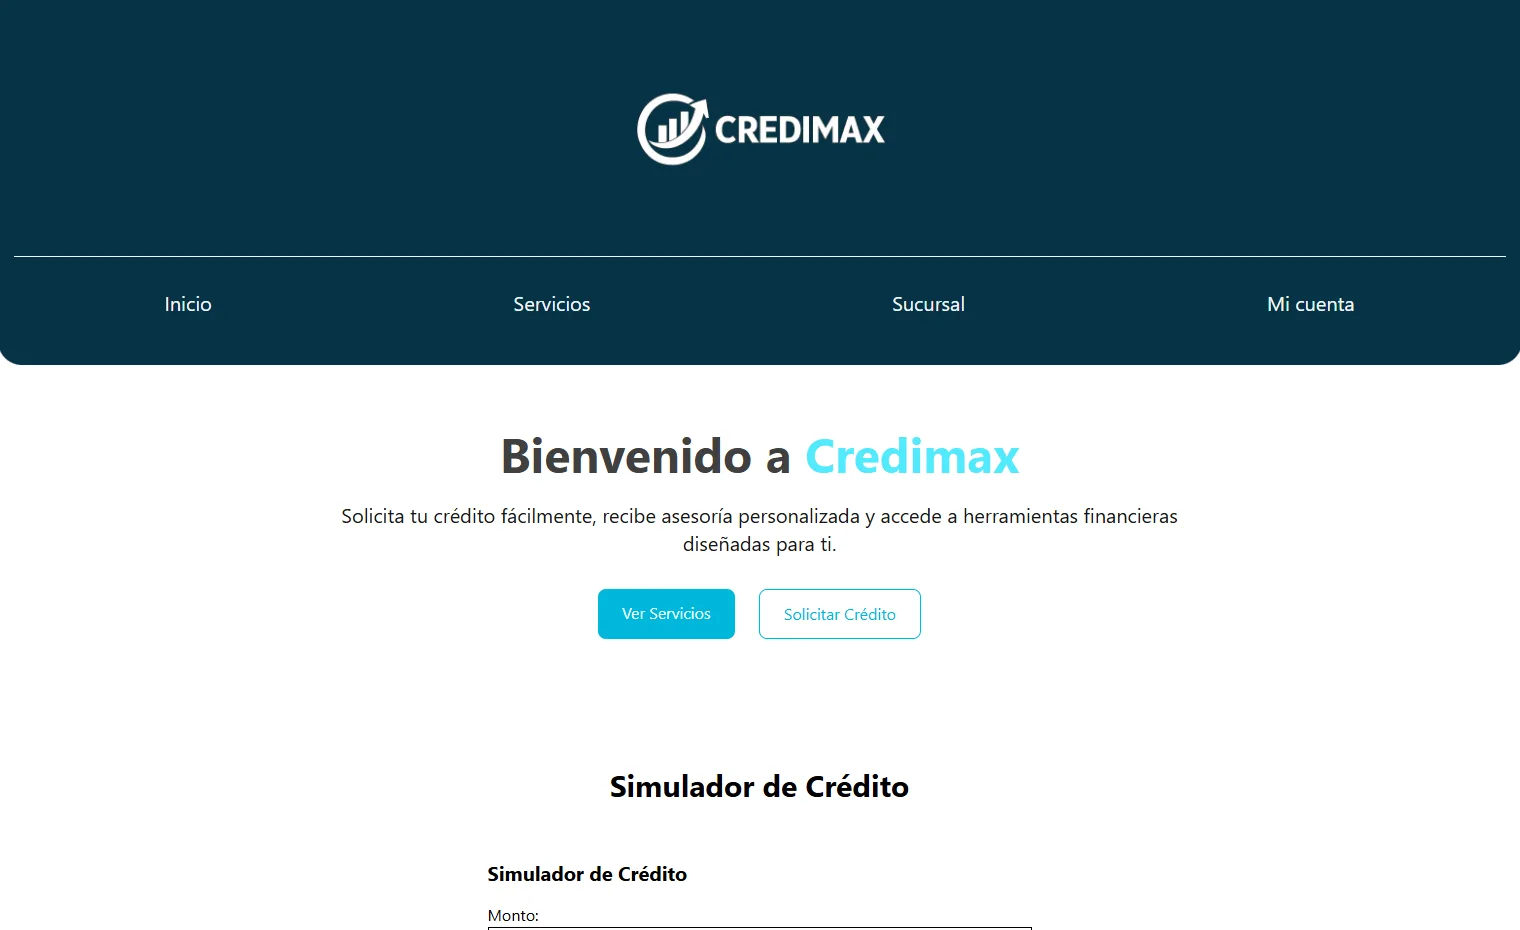 CREDIMAX
Inicio
Servicios
Sucursal
Mi cuenta
Bienvenido a Credimax
Solicita tu crédito fácilmente, recibe asesoría personalizada y accede a herramientas financieras
diseñadas para ti.
Ver Servicios
Solicitar Crédito
Simulador de Crédito
Simulador de Crédito
Monto: